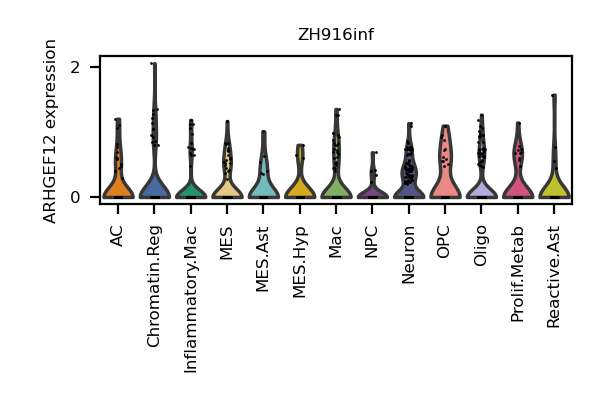 ZH916inf
ARHGEF12 expression
2
0
AC
Chromatin.Reg
Inflammatory.Mac
MES
MES.Ast
MES.Hyp
Mac
NPC
Neuron
OPC
Oligo
Prolif.Metab
Reactive.Ast